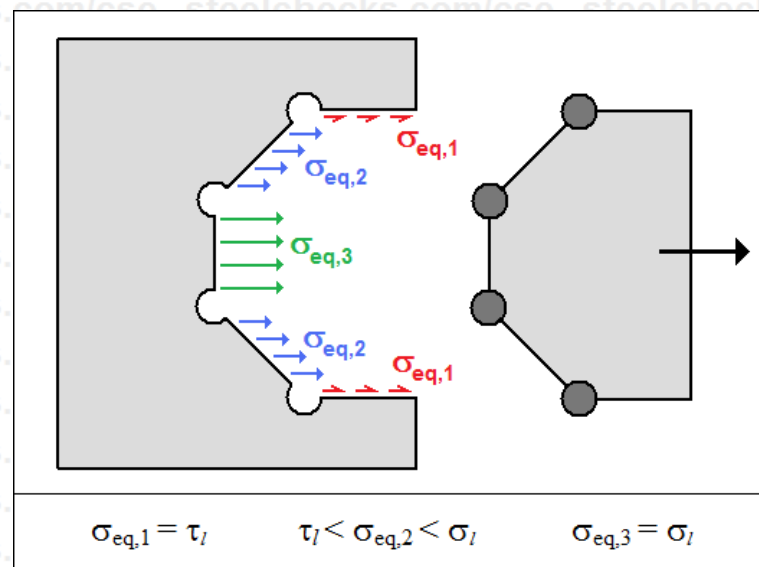 σeq,1
σeq,2
σeq,3
σeq,2
σeq,1
σeq,1 = τl τl < σeq,2 < σl σeq,3 = σl